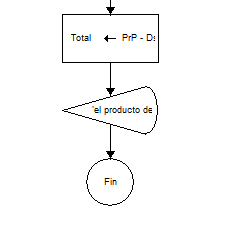 Total ← PrP - Ds
'el producto de
Fin